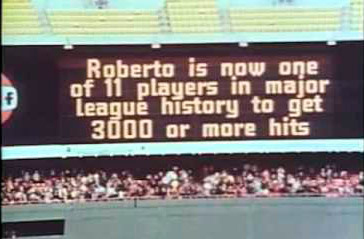 Roberto is now one
of 11 players in major
league history to get
3000 or more hits
f